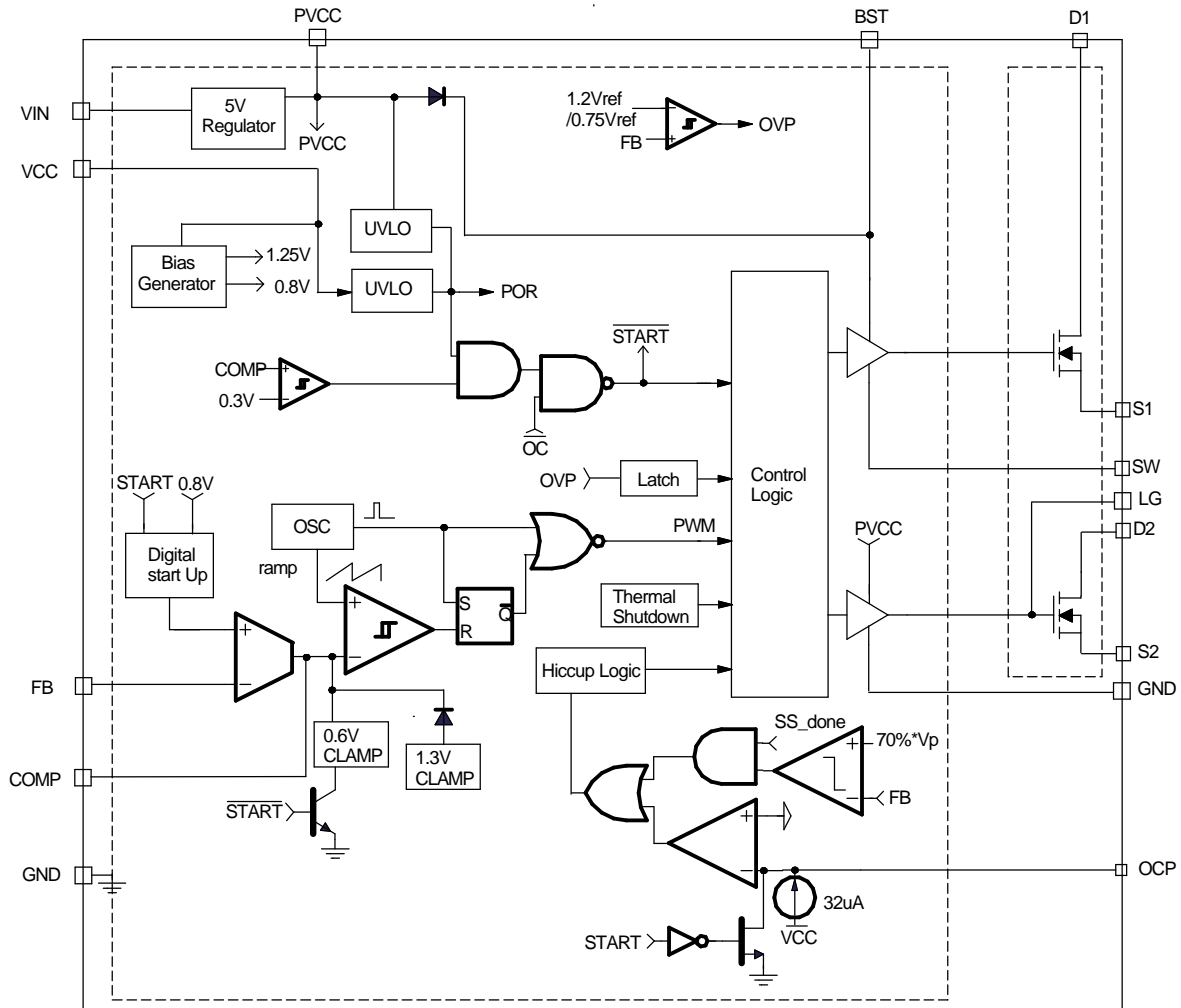 PVCC
BST
D1
VIN
5V
Regulator
PVCC
1.2Vref
/0.75Vref
FB
+
OVP
VCC
UVLO
Bias
Generator
1.25V
0.8V
UVLO
POR
START
COMP
+
0.3V
OC
S1
SW
LG
D2
S2
GND
START 0.8V
Digital
start Up
OVP
Latch
Control
Logic
OSC
ramp
PWM
PVCC
+
S
R
Q
Thermal
Shutdown
+
FB
Hiccup Logic
0.6V
CLAMP
1.3V
CLAMP
COMP
START
SS_done
+
70%*Vp
FB
+
GND
OCP
32uA
VCC
START